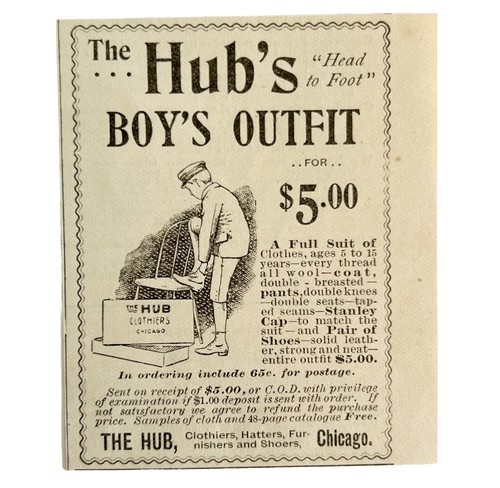 The
...
Hub's
"Head
to Foot"
BOY'S OUTFIT
..FOR..
$5.00
A Full Suit of
Clothes, ages 5 to 15
years—every thread
all wool—coat,
double - breasted —
pants, double knees
—double seats—tap-
ed seams—Stanley
Cap—to match the
suit—and Pair of
Shoes—solid leath-
er, strong and neat—
entire outfit $5.00.
THE HUB
CLOTHIERS
CHICAGO
In ordering include 65c. for postage.
Sent on receipt of $5.00, or C.O.D. with privilege
of examination if $1.00 deposit is sent with order. If
not satisfactory we agree to refund the purchase
price. Samples of cloth and 48-page catalogue Free.
THE HUB, Clothiers, Hatters, Fur-
nishers and Shoers, Chicago.